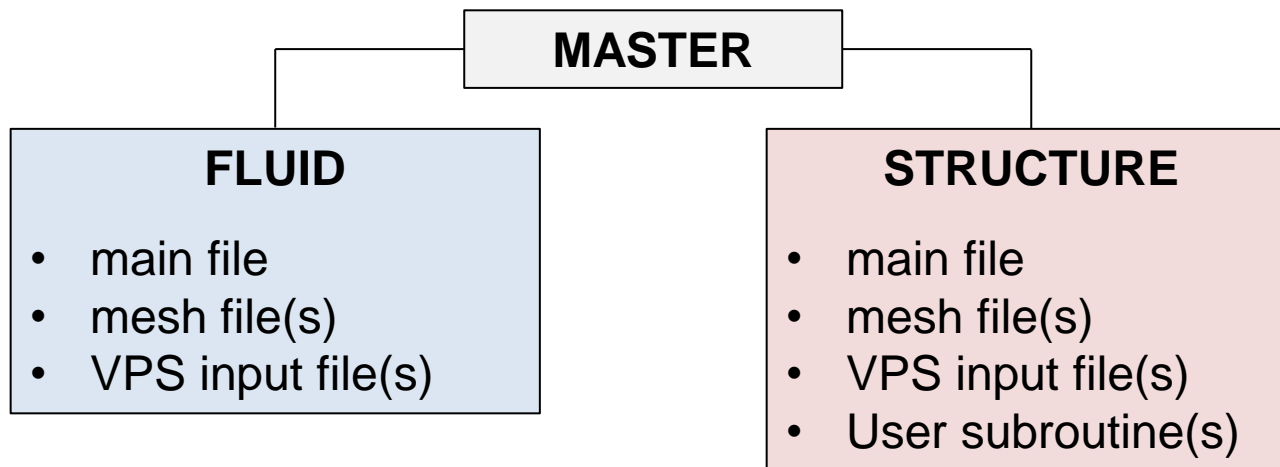 MASTER
FLUID
• main file
• mesh file(s)
• VPS input file(s)
STRUCTURE
• main file
• mesh file(s)
• VPS input file(s)
• User subroutine(s)